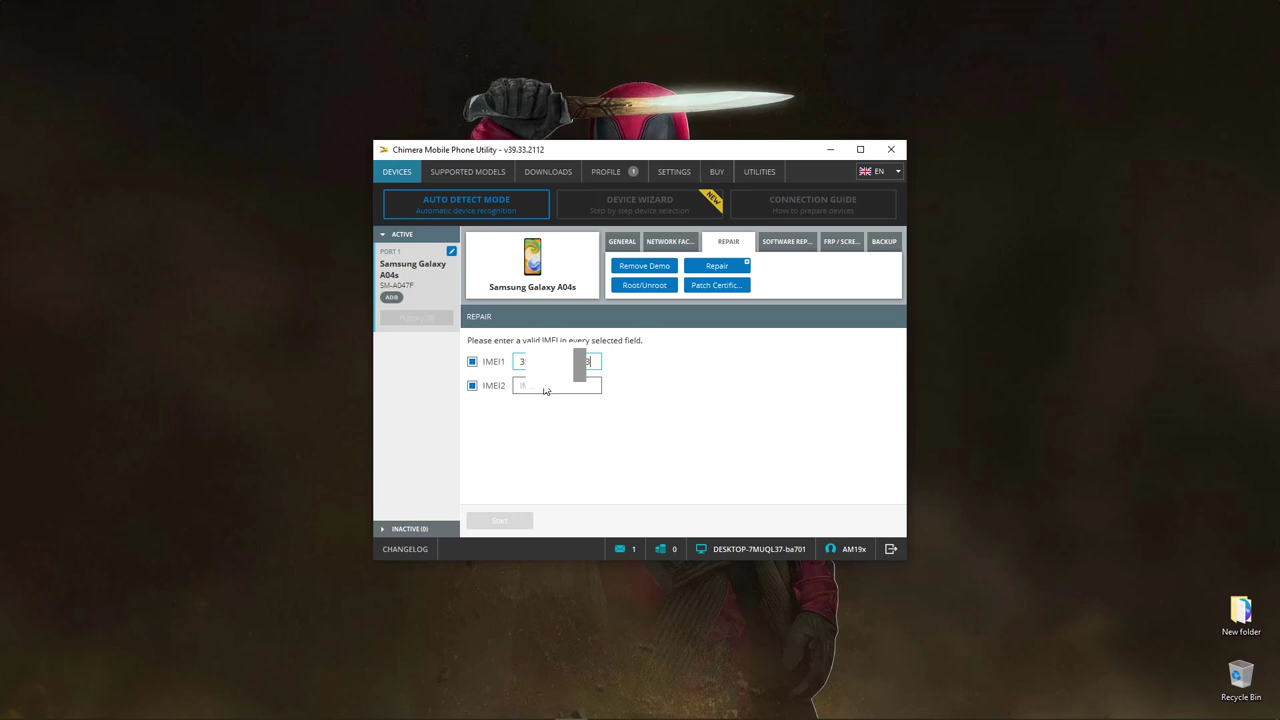 Chimera Mobile Phone Utility - v39.33.2112
DEVICES
SUPPORTED MODELS
DOWNLOADS
PROFILE
1
SETTINGS
BUY
UTILITIES
EN
AUTO DETECT MODE
Automatic device recognition
DEVICE WIZARD
Step by step device selection
NEW
CONNECTION GUIDE
How to prepare devices
ACTIVE
PORT 1
Samsung Galaxy
A04s
SM-A047F
ADB
Samsung Galaxy A04s
GENERAL
NETWORK FAC...
REPAIR
SOFTWARE REP...
FRP / SCRE...
BACKUP
Remove Demo
Repair
Root/Unroot
Patch Certific...
REPAIR
Please enter a valid IMEI in every selected field.
IMEI1
IMEI2
Start
INACTIVE (0)
CHANGELOG
1
0
DESKTOP-7MUQL37-ba701
AM19x
New folder
Recycle Bin